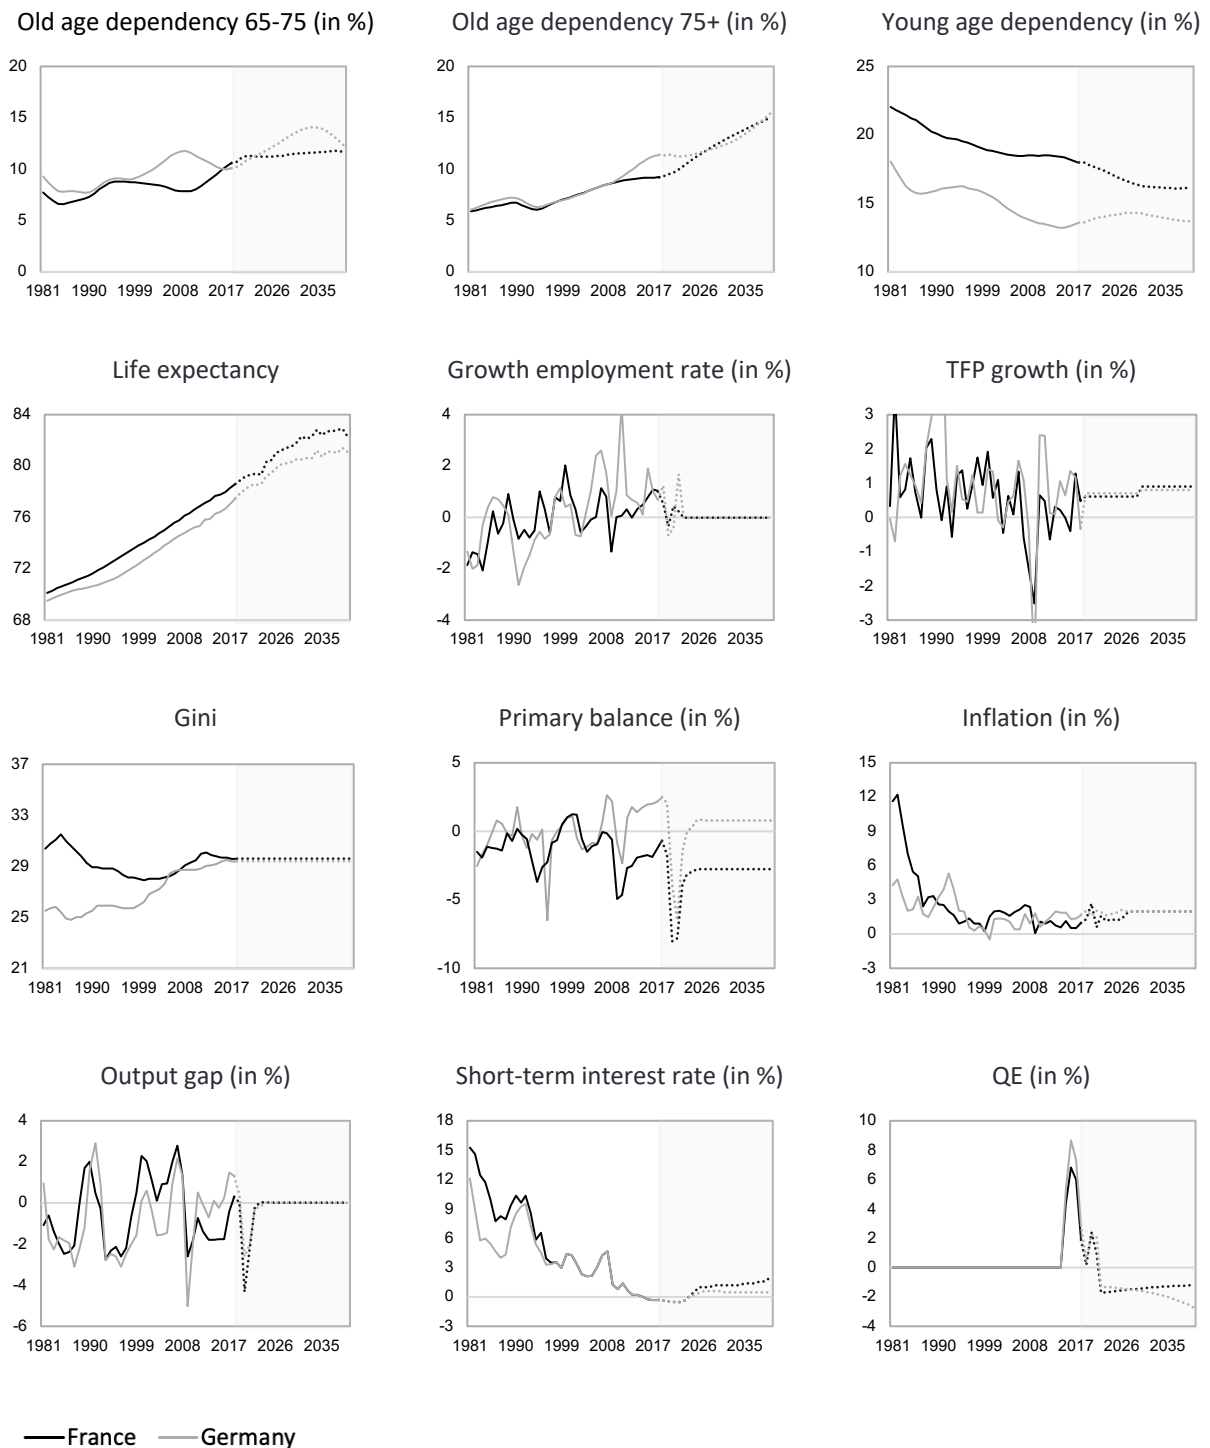 Old age dependency 65-75 (in %)
20
15
10
5
0
1981 1990 1999 2008 2017 2026 2035
Old age dependency 75+ (in %)
20
15
10
5
0
1981 1990 1999 2008 2017 2026 2035
Young age dependency (in %)
25
20
15
10
1981 1990 1999 2008 2017 2026 2035
Life expectancy
84
80
76
72
68
1981 1990 1999 2008 2017 2026 2035
Growth employment rate (in %)
4
2
0
-2
-4
1981 1990 1999 2008 2017 2026 2035
TFP growth (in %)
3
2
1
0
-1
-2
-3
1981 1990 1999 2008 2017 2026 2035
Gini
37
33
29
25
21
1981 1990 1999 2008 2017 2026 2035
Primary balance (in %)
5
0
-5
-10
1981 1990 1999 2008 2017 2026 2035
Inflation (in %)
15
12
9
6
3
0
-3
1981 1990 1999 2008 2017 2026 2035
Output gap (in %)
4
2
0
-2
-4
-6
1981 1990 1999 2008 2017 2026 2035
Short-term interest rate (in %)
18
15
12
9
6
3
0
-3
1981 1990 1999 2008 2017 2026 2035
QE (in %)
10
8
6
4
2
0
-2
-4
1981 1990 1999 2008 2017 2026 2035
France Germany